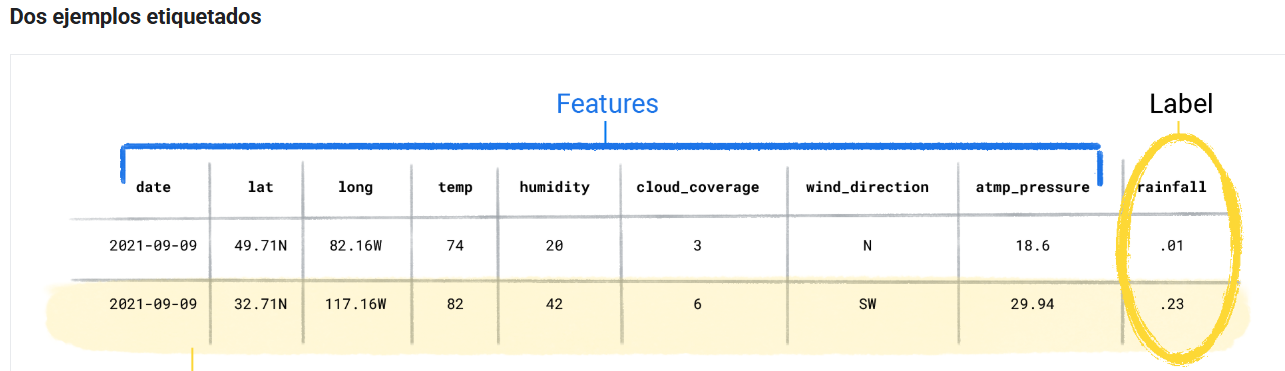 Dos ejemplos etiquetados
Features Label
date lat long temp humidity cloud_coverage wind_direction atmp_pressure rainfall
2021-09-09 49.71N 82.16W 74 20 3 N 18.6 .01
2021-09-09 32.71N 117.16W 82 42 6 SW 29.94 .23